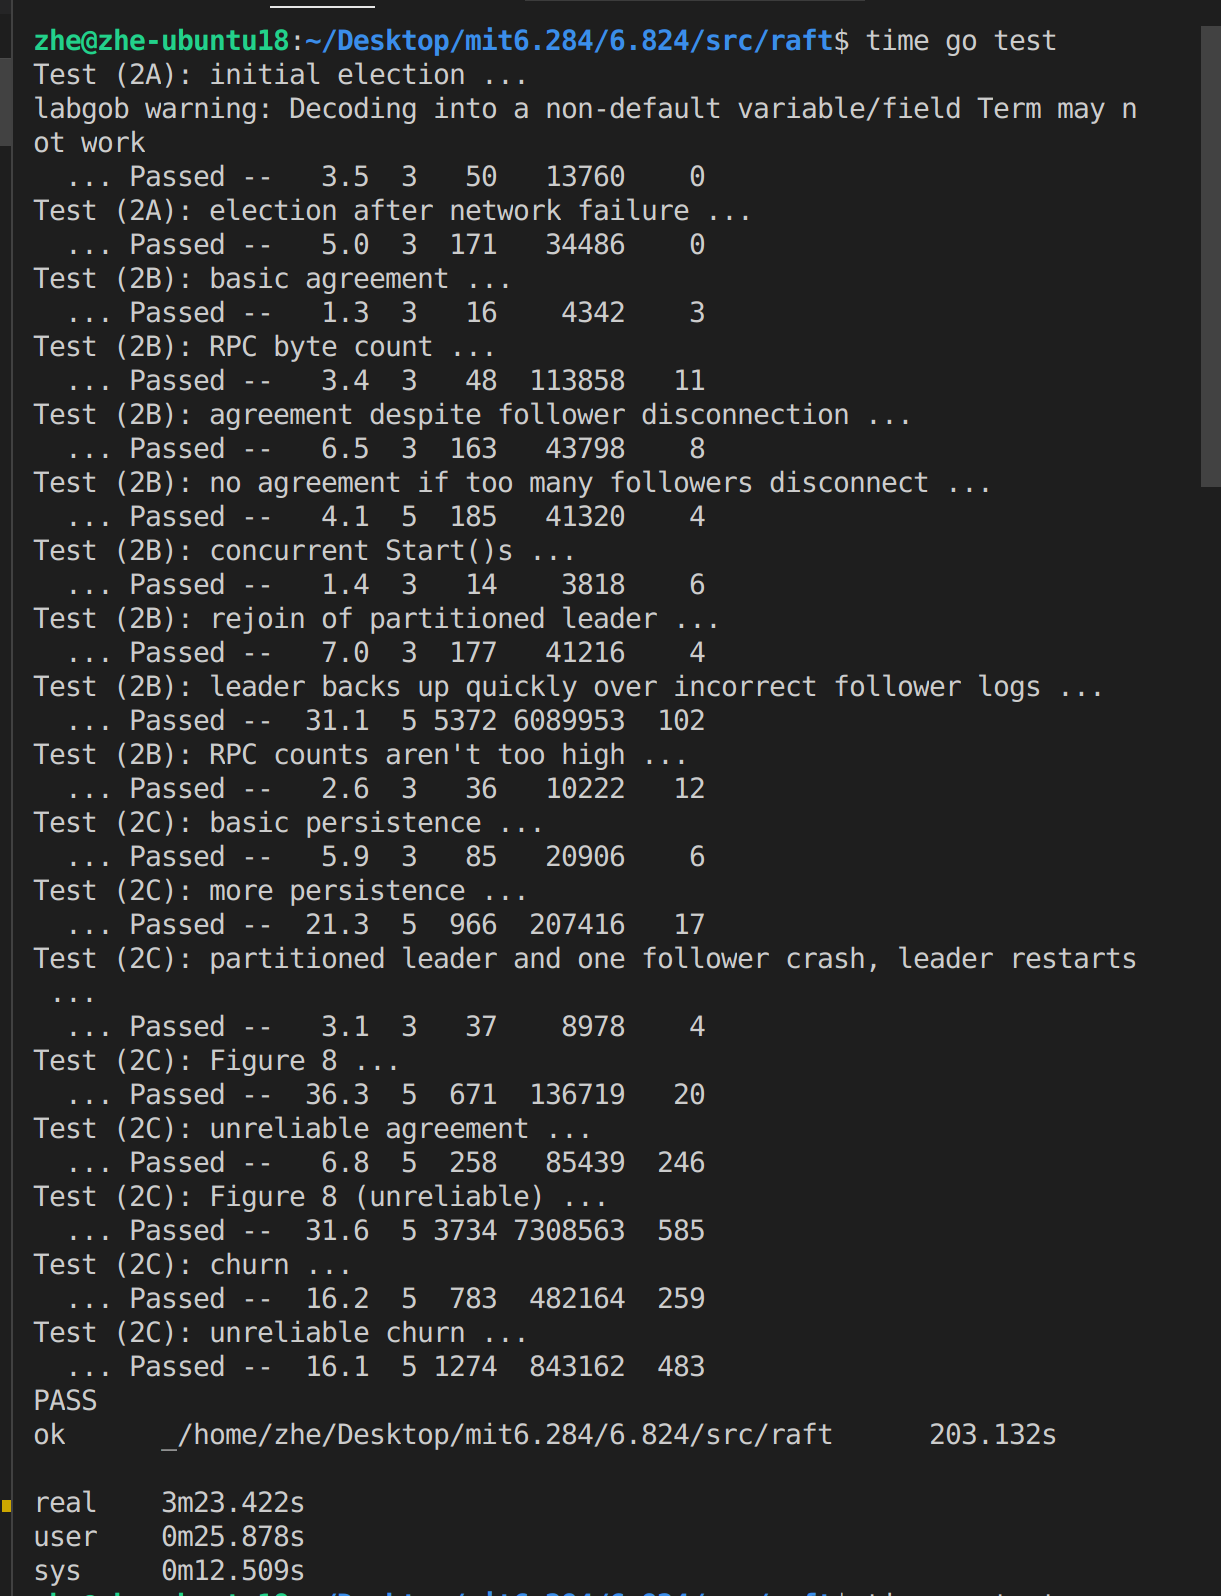 zhe@zhe-ubuntu18:~/Desktop/mit6.284/6.824/src/raft$ time go test
Test (2A): initial election ...
labgob warning: Decoding into a non-default variable/field Term may n
ot work
  ... Passed --   3.5  3   50   13760    0
Test (2A): election after network failure ...
  ... Passed --   5.0  3  171   34486    0
Test (2B): basic agreement ...
  ... Passed --   1.3  3   16    4342    3
Test (2B): RPC byte count ...
  ... Passed --   3.4  3   48  113858   11
Test (2B): agreement despite follower disconnection ...
  ... Passed --   6.5  3  163   43798    8
Test (2B): no agreement if too many followers disconnect ...
  ... Passed --   4.1  5  185   41320    4
Test (2B): concurrent Start()s ...
  ... Passed --   1.4  3   14    3818    6
Test (2B): rejoin of partitioned leader ...
  ... Passed --   7.0  3  177   41216    4
Test (2B): leader backs up quickly over incorrect follower logs ...
  ... Passed --  31.1  5 5372 6089953  102
Test (2B): RPC counts aren't too high ...
  ... Passed --   2.6  3   36   10222   12
Test (2C): basic persistence ...
  ... Passed --   5.9  3   85   20906    6
Test (2C): more persistence ...
  ... Passed --  21.3  5  966  207416   17
Test (2C): partitioned leader and one follower crash, leader restarts
 ...
  ... Passed --   3.1  3   37    8978    4
Test (2C): Figure 8 ...
  ... Passed --  36.3  5  671  136719   20
Test (2C): unreliable agreement ...
  ... Passed --   6.8  5  258   85439  246
Test (2C): Figure 8 (unreliable) ...
  ... Passed --  31.6  5 3734 7308563  585
Test (2C): churn ...
  ... Passed --  16.2  5  783  482164  259
Test (2C): unreliable churn ...
  ... Passed --  16.1  5 1274  843162  483
PASS
ok      _/home/zhe/Desktop/mit6.284/6.824/src/raft      203.132s

real    3m23.422s
user    0m25.878s
sys     0m12.509s